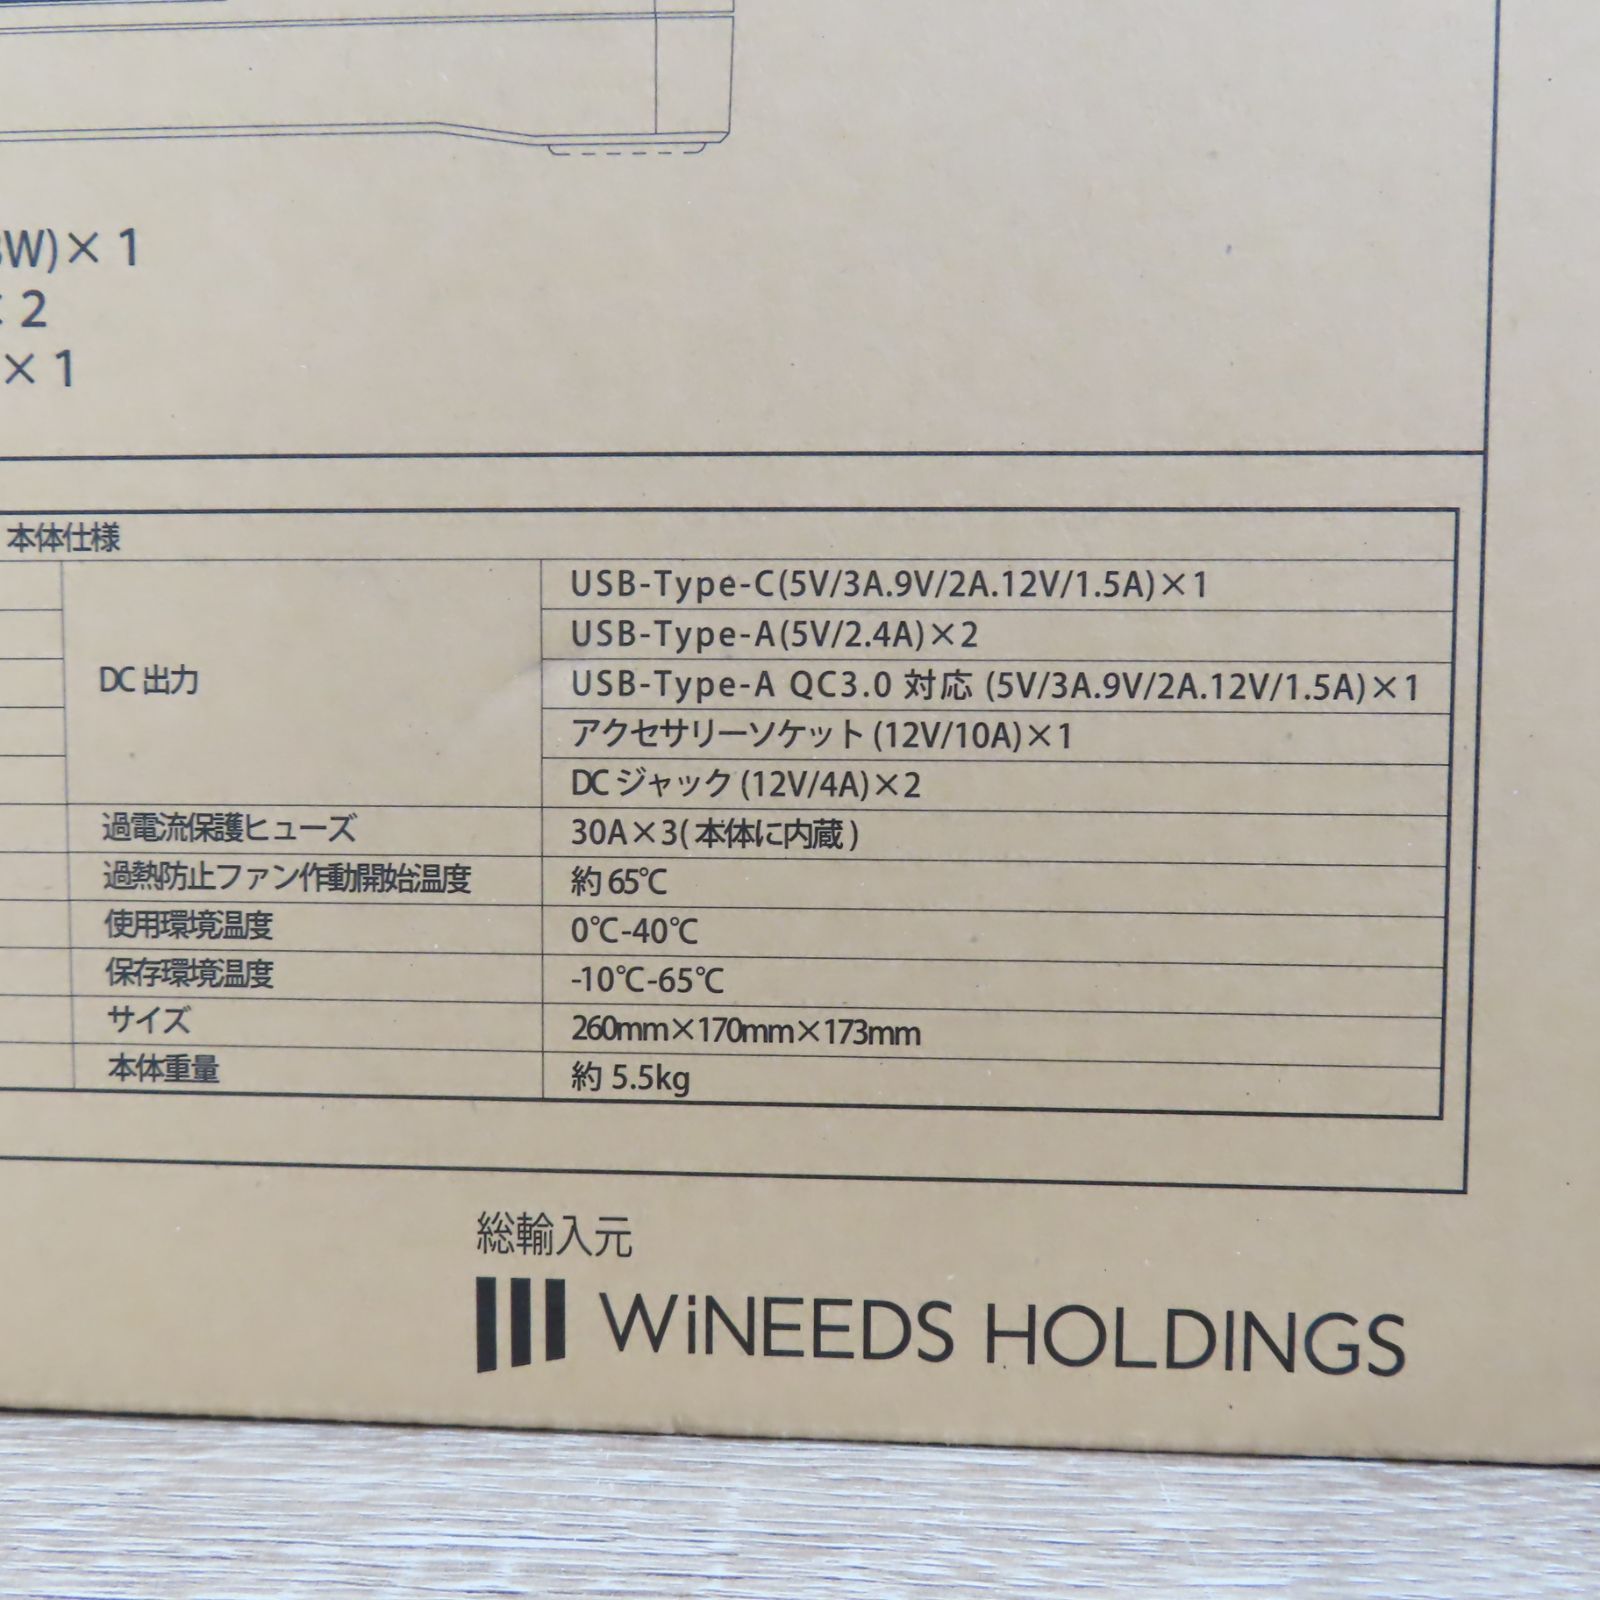 W)×1
2
×1
本体仕様
DC出力
USB-Type-C(5V/3A.9V/2A.12V/1.5A)×1
USB-Type-A(5V/2.4A)×2
USB-Type-A QC3.0 対応 (5V/3A.9V/2A.12V/1.5A)×1
アクセサリーソケット(12V/10A)×1
DCジャック(12V/4A)×2
過電流保護ヒューズ 30A×3(本体に内蔵)
過熱防止ファン作動開始温度 約65℃
使用環境温度 0℃-40℃
保存環境温度 -10℃-65℃
サイズ 260mm×170mm×173mm
本体重量 約5.5kg
総輸入元
WiNEEDS HOLDINGS